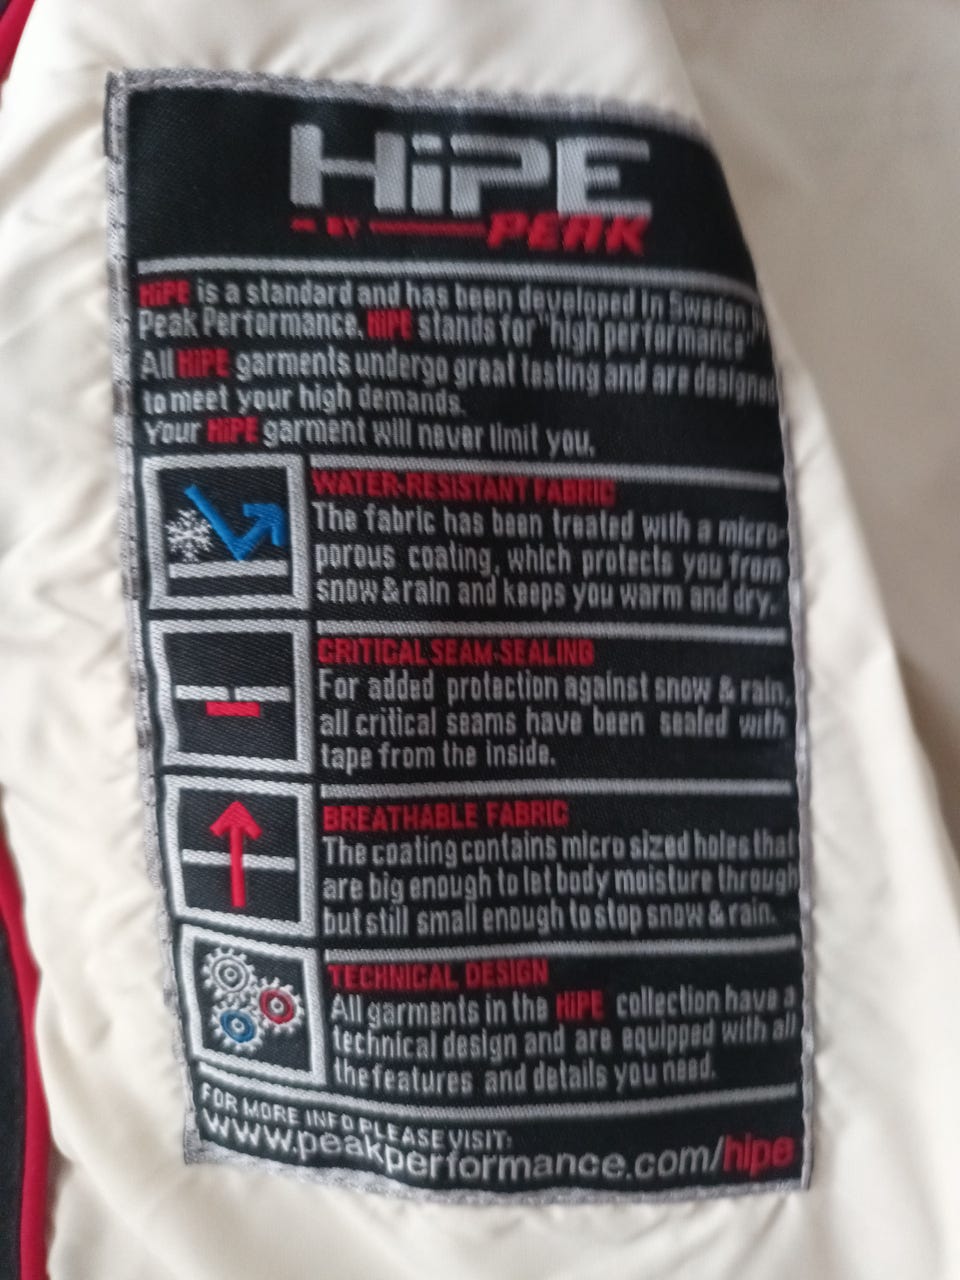 HiPE
BY PEAK
HiPE is a standard and has been developed in Sweden,
Peak Performance. HiPE stands for "high performance"
All HiPE garments undergo great testing and are designed
to meet your high demands.
Your HiPE garment will never limit you.
WATER-RESISTANT FABRIC
The fabric has been treated with a micro-
porous coating, which protects you from
snow & rain and keeps you warm and dry.
CRITICAL SEAM-SEALING
For added protection against snow & rain,
all critical seams have been sealed with
tape from the inside.
BREATHABLE FABRIC
The coating contains micro sized holes that
are big enough to let body moisture through
but still small enough to stop snow & rain.
TECHNICAL DESIGN
All garments in the HiPE collection have a
technical design and are equipped with all
the features and details you need.
FOR MORE INFO PLEASE VISIT:
www.peakperformance.com/hipe